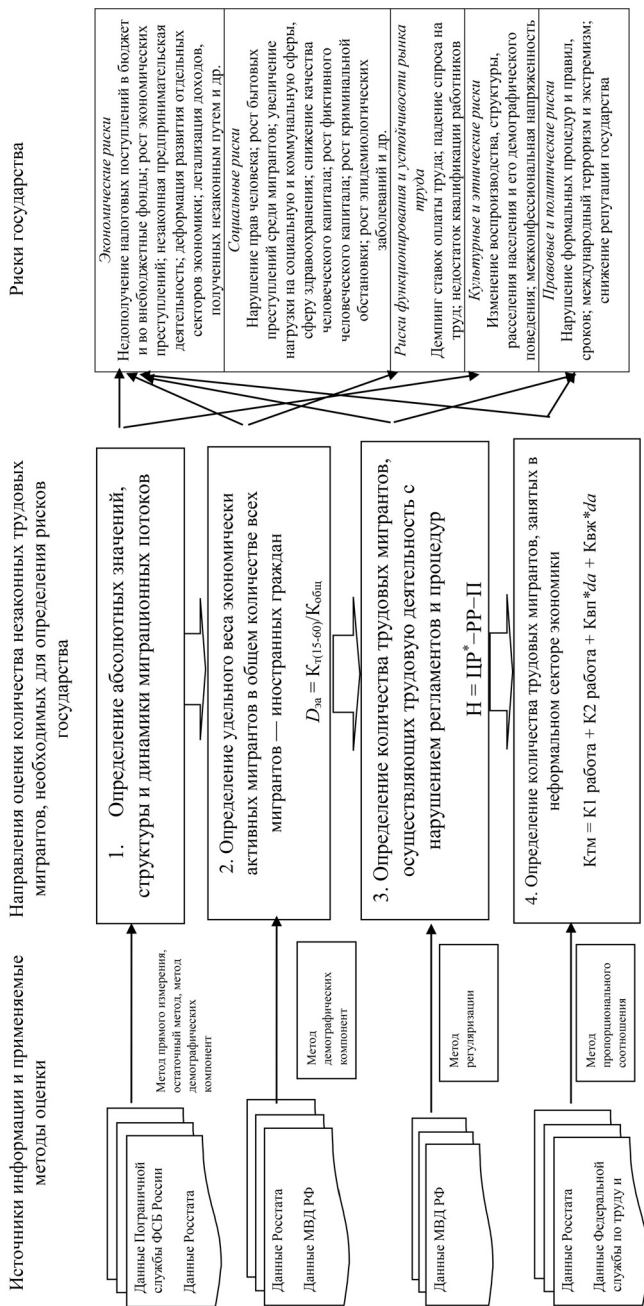 Источники информации и применяемые
методы оценки
Направления оценки количества незаконных трудовых
мигрантов, необходимых для определения рисков
государства
Риски государства
Данные Пограничной
службы ФСБ России
Данные Росстата
Метод прямого измерения,
остаточный метод, метод
демографических
компонент
1. Определение абсолютных значений,
структуры и динамики миграционных потоков
Данные Росстата
Данные МВД РФ
Метод
демографических
компонент
2. Определение удельного веса экономически
активных мигрантов в общем количестве всех
мигрантов — иностранных граждан
Dза = Кт(15-60)/Кобщ
Данные МВД РФ
Метод
регуляризации
3. Определение количества трудовых мигрантов,
осуществляющих трудовую деятельность с
нарушением регламентов и процедур
Н = ЦР*–РР–П
Данные Росстата
Данные Федеральной
службы по труду и
Метод
пропорционального
соотношения
4. Определение количества трудовых мигрантов, занятых в
неформальном секторе экономики
Ктм = К1 работа + К2 работа + Квп*da + Квж*da
Экономические риски
Недополучение налоговых поступлений в бюджет
и во внебюджетные фонды; рост экономических
преступлений; незаконная предпринимательская
деятельность; деформация развития отдельных
секторов экономики; легализация доходов,
полученных незаконным путем и др.
Социальные риски
Нарушение прав человека; рост бытовых
преступлений среди мигрантов; увеличение
нагрузки на социальную и коммунальную сферы,
сферу здравоохранения; снижение качества
человеческого капитала; рост фиктивного
человеческого капитала; рост криминальной
обстановки; рост эпидемиологических
заболеваний и др.
Риски функционирования и устойчивости рынка
труда
Демпинг ставок оплаты труда; падение спроса на
труд; недостаток квалификации работников
Культурные и этнические риски
Изменение воспроизводства, структуры,
расселения населения и его демографического
поведения; межконфессиональная напряженность
Правовые и политические риски
Нарушение формальных процедур и правил,
сроков; международный терроризм и экстремизм;
снижение репутации государства